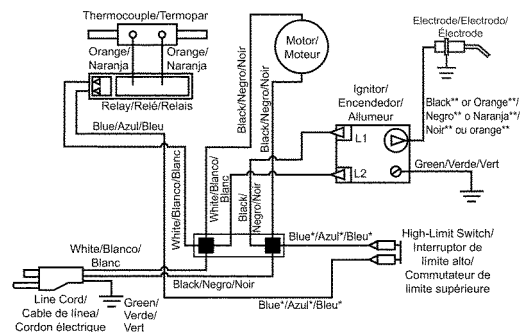 Thermocouple/Termopar
Orange/
Naranja
Orange/
Naranja
Relay/Relé/Relais
Blue/Azul/Bleu
Motor/
Moteur
Black/Negro/Noir
Black/Negro/Noir
Electrode/Electrodo/
Électrode
Ignitor/
Encendedor/
Allumeur
L1
L2
Black** or Orange**/
Negro** o Naranja**/
Noir** ou orange**
Green/Verde/Vert
White/Blanco/Blanc
White/Blanco/
Blanc
Black/
Negro/Noir
White/Blanco/
Blanc
Black/Negro/Noir
Line Cord/
Cable de línea/
Cordon électrique
Green/
Verde/
Vert
Blue*/Azul*/Bleu*
Blue*/Azul*/Bleu*
High-Limit Switch/
Interruptor de
límite alto/
Commutateur de
limite supérieure